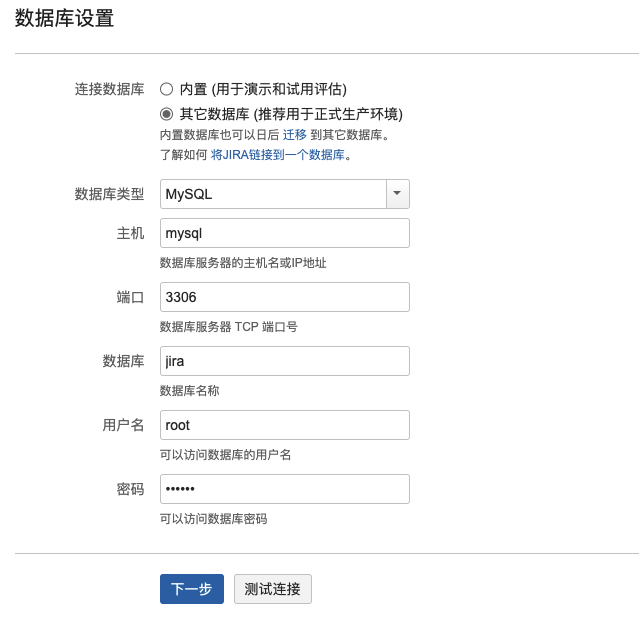 数据库设置
连接数据库
内置 (用于演示和试用评估)
其它数据库 (推荐用于正式生产环境)
内置数据库也可以日后 迁移 到其它数据库。
了解如何 将JIRA链接到一个数据库。
数据库类型 MySQL
主机 mysql
数据库服务器的主机名或IP地址
端口 3306
数据库服务器 TCP 端口号
数据库 jira
数据库名称
用户名 root
可以访问数据库的用户名
密码 ••••••
可以访问数据库密码
下一步 测试连接